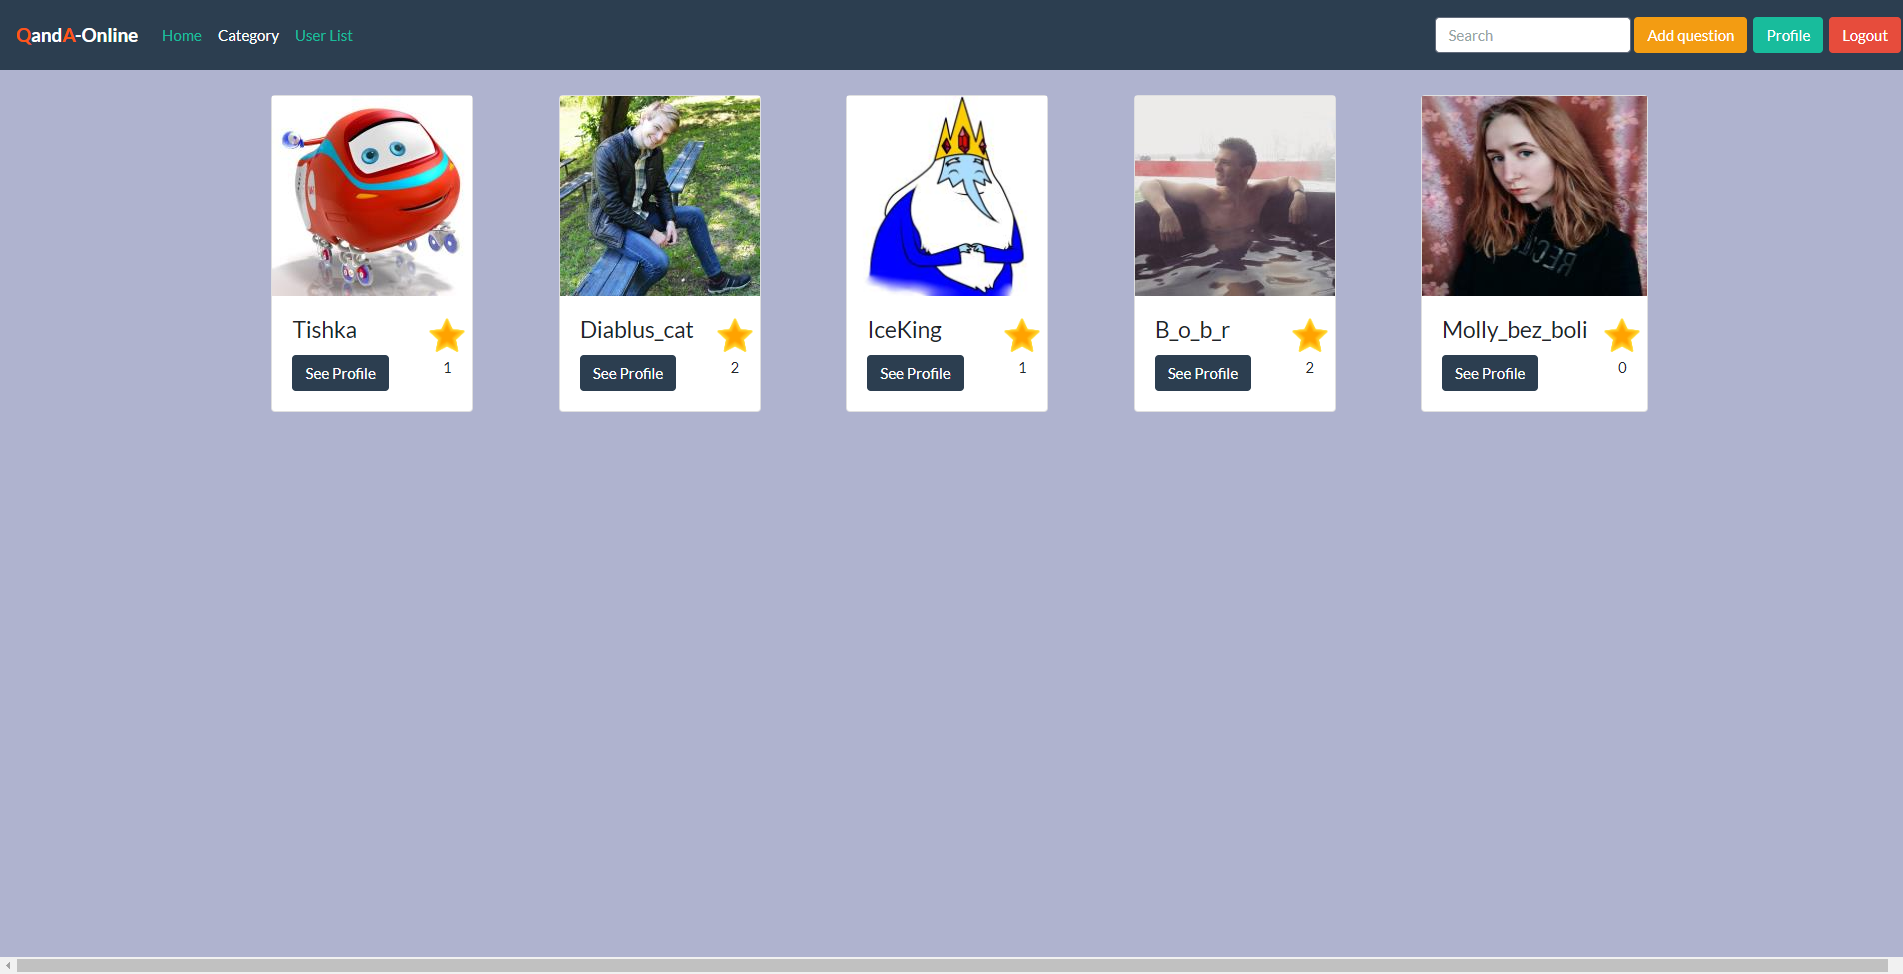 QandA-Online Home Category User List Search Add question Profile Logout
Tishka
See Profile
1
Diablus_cat
See Profile
2
IceKing
See Profile
1
B_o_b_r
See Profile
2
Molly_bez_boli
See Profile
0